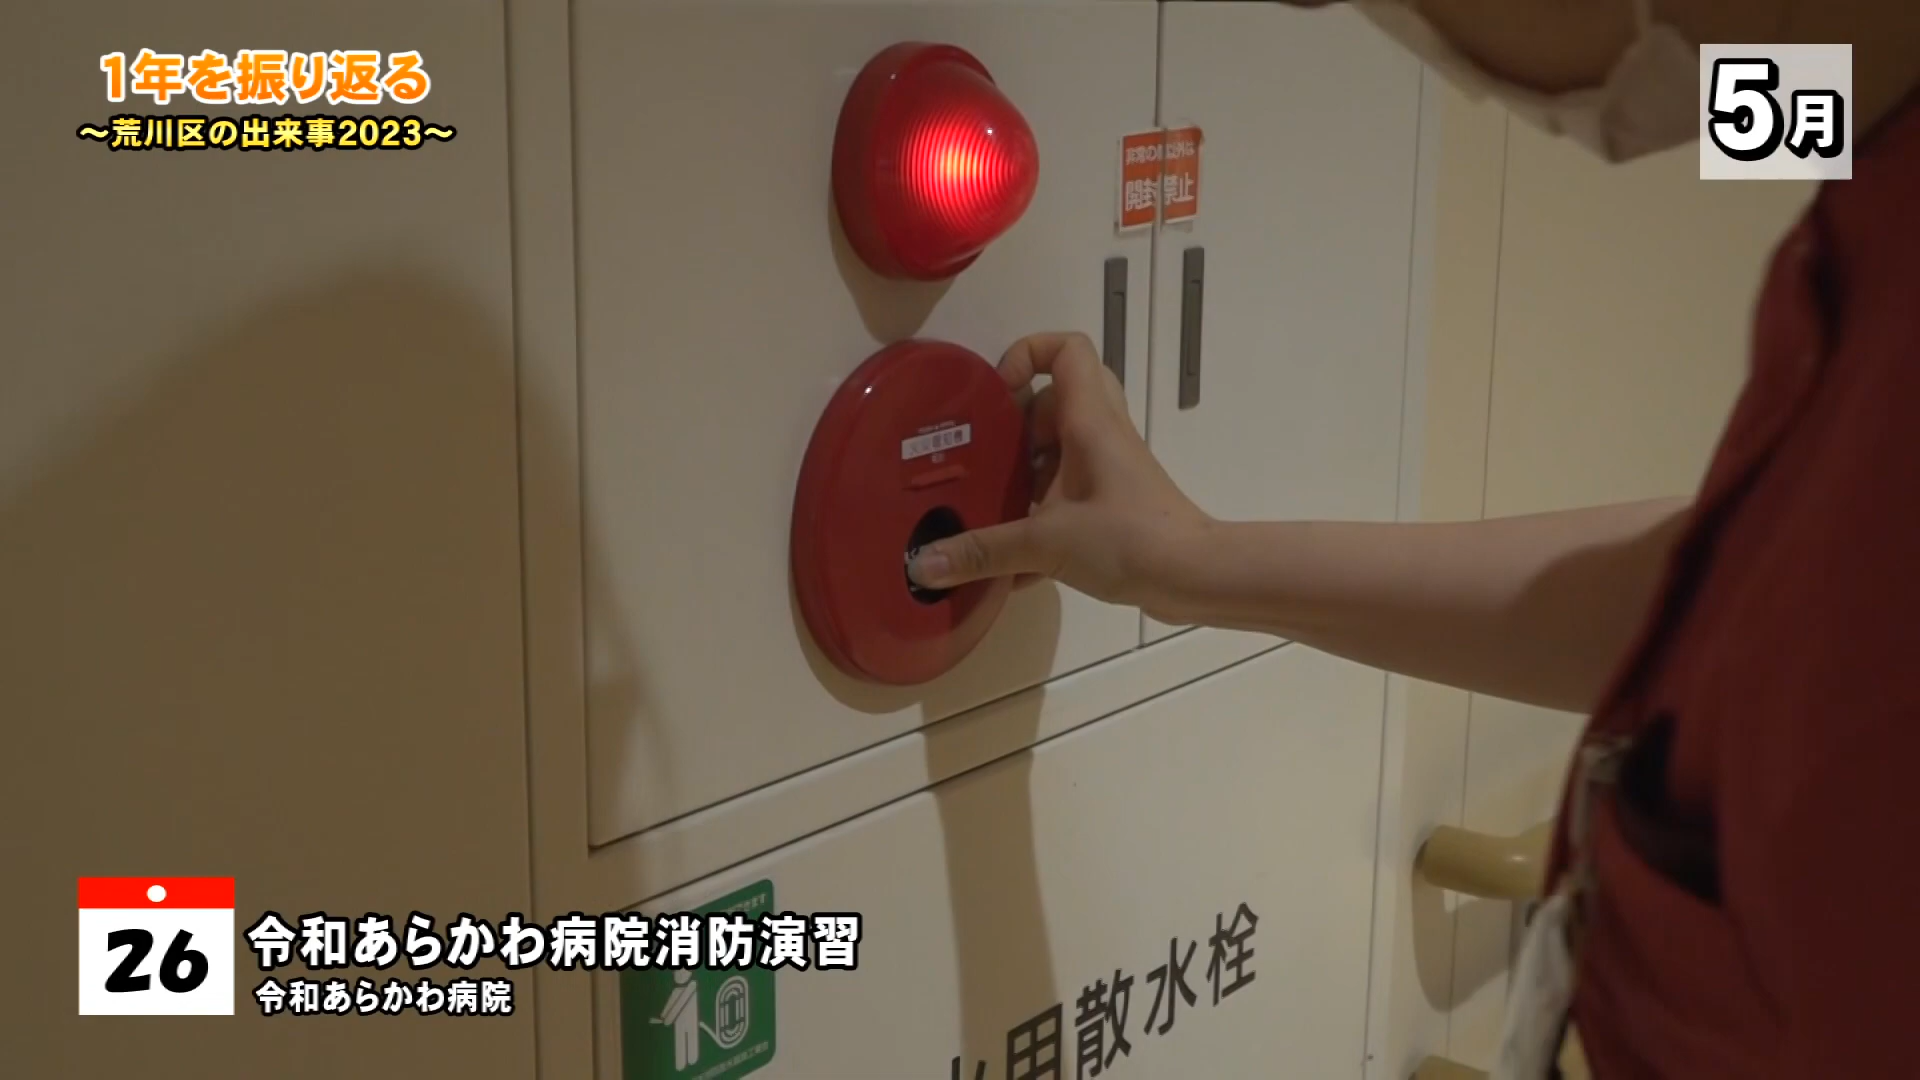 1年を振り返る
～荒川区の出来事2023～
5月
開封禁止
26
令和あらかわ病院消防演習
令和あらかわ病院
用散水栓